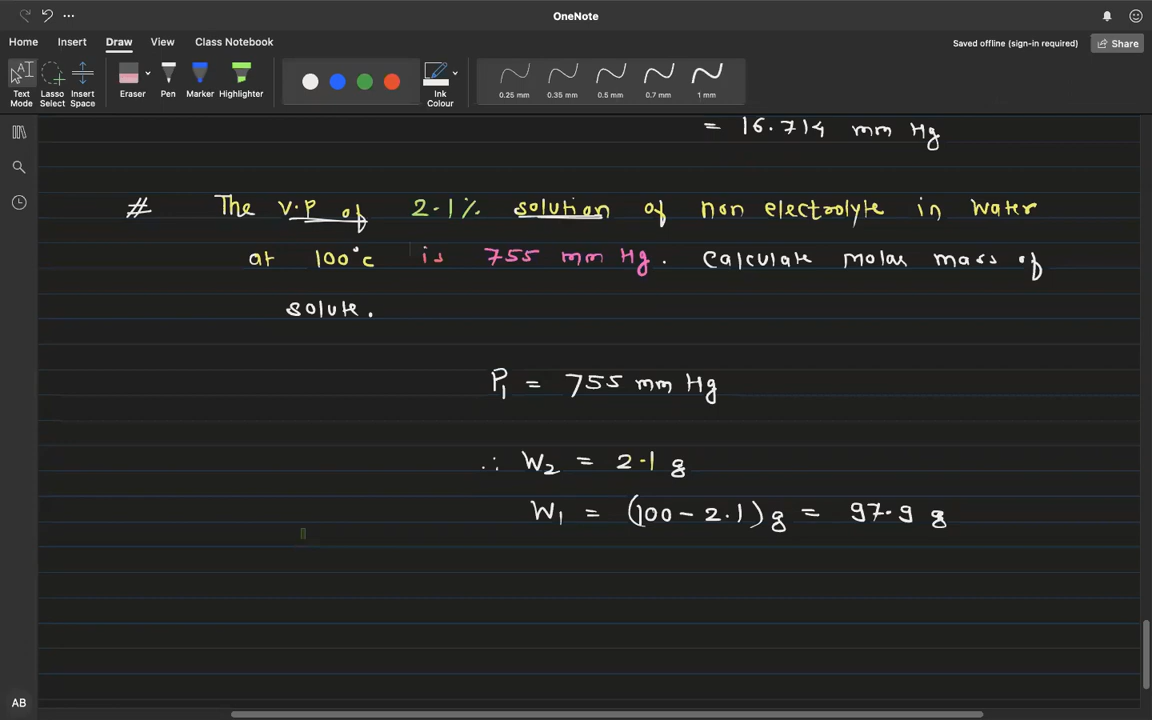 OneNote
Home Insert Draw View Class Notebook
Saved offline (sign-in required) Share
Text Mode
Lasso Select
Insert Space
Eraser
Pen
Marker
Highlighter
Ink Colour
0.25 mm 0.35 mm 0.5 mm 0.7 mm 1 mm
= 16.714 mm Hg
# The V.P of 2.1% solution of non electrolyte in water
at 100°c is 755 mm Hg. Calculate molar mass of
solute.
P₁ = 755 mm Hg
∴ W₂ = 2.1 g
W₁ = (100 - 2.1) g = 97.9 g
AB